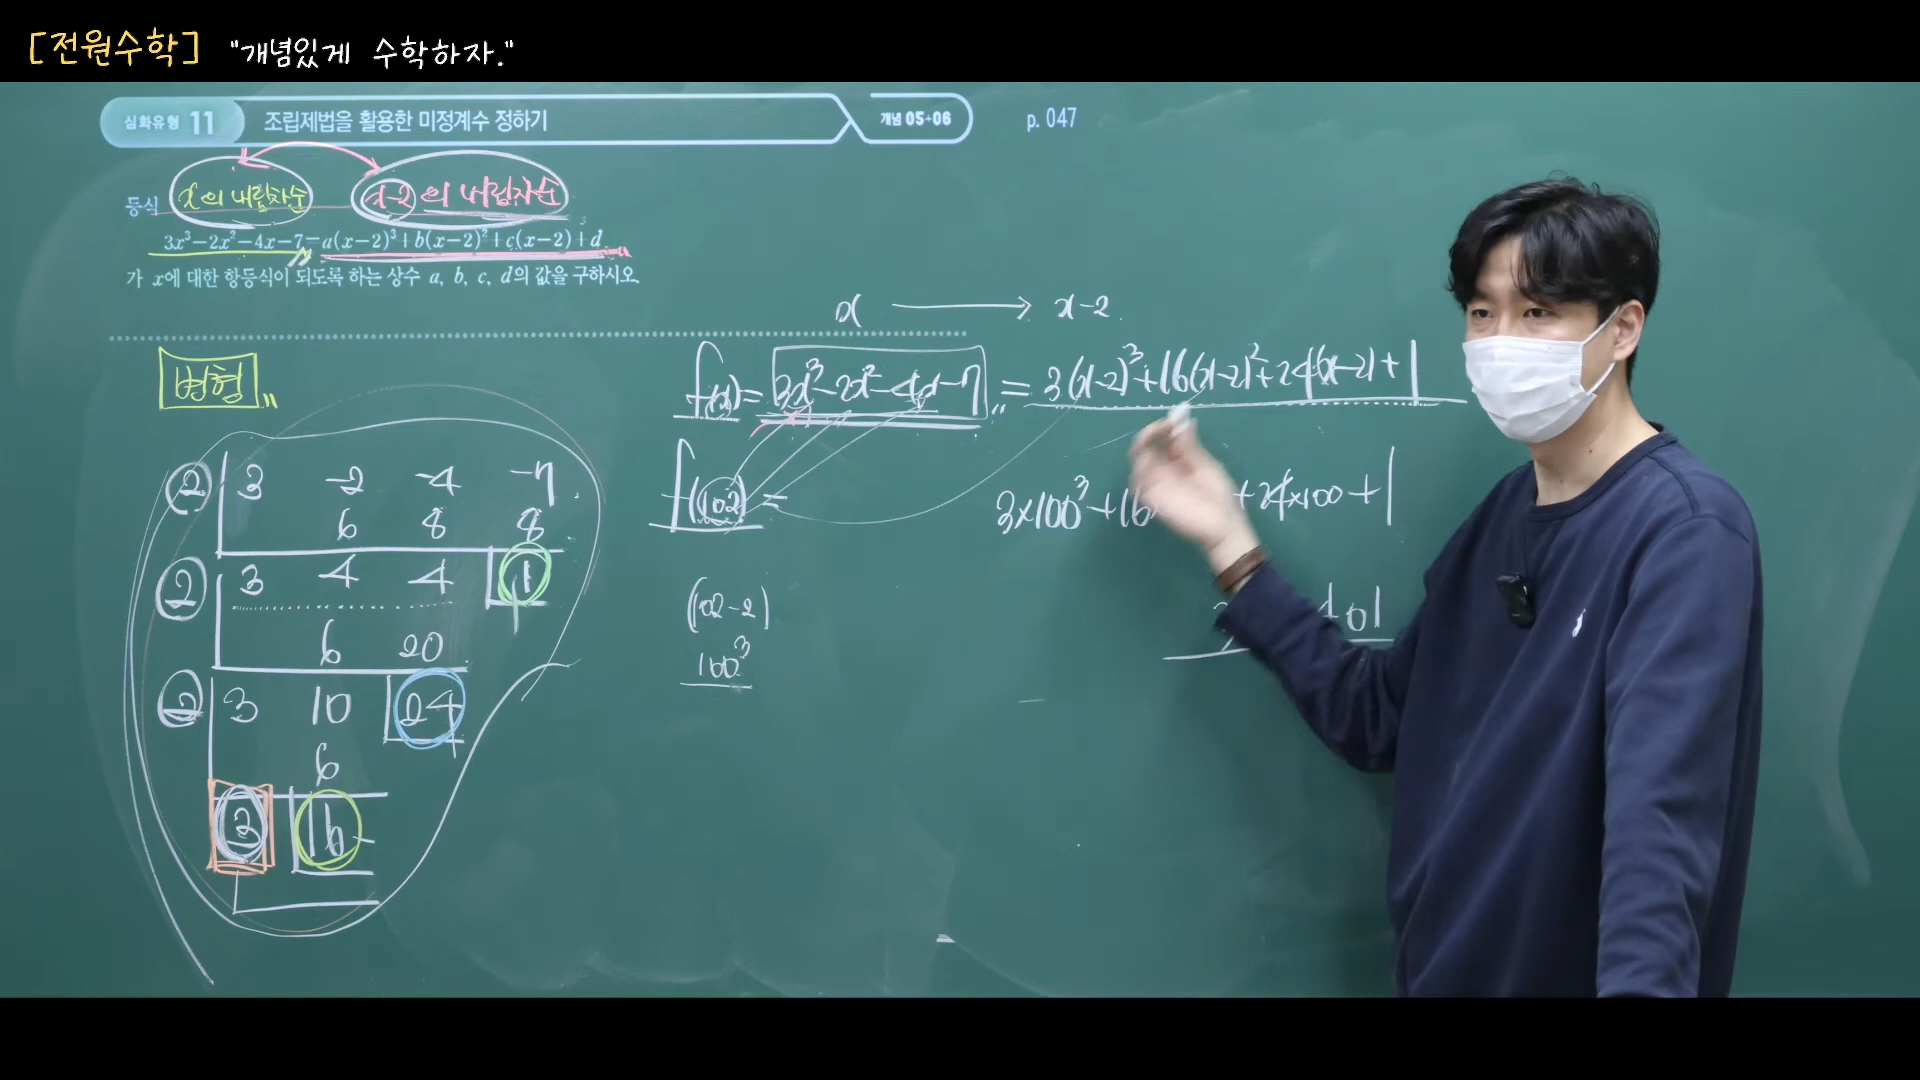 [전원수학] "개념있게 수학하자."
심화유형 11 조립제법을 활용한 미정계수 정하기 개념 05+06 p. 047
x의 내림차순 x-2의 내림차순
등식
3x³-2x²-4x-7=a(x-2)³+b(x-2)²+c(x-2)+d
가 x에 대한 항등식이 되도록 하는 상수 a, b, c, d의 값을 구하시오.
x → x-2
변형
f(x)=3x³-2x²-4x-7=3(x-2)³+16(x-2)²+24(x-2)+1
f(102)=
3×100³+16 +24×100+1
(102-2)
100³
401
2 3 -2 -4 -7
6 8 8
2 3 4 4 1
6 20
2 3 10 24
6
3 16